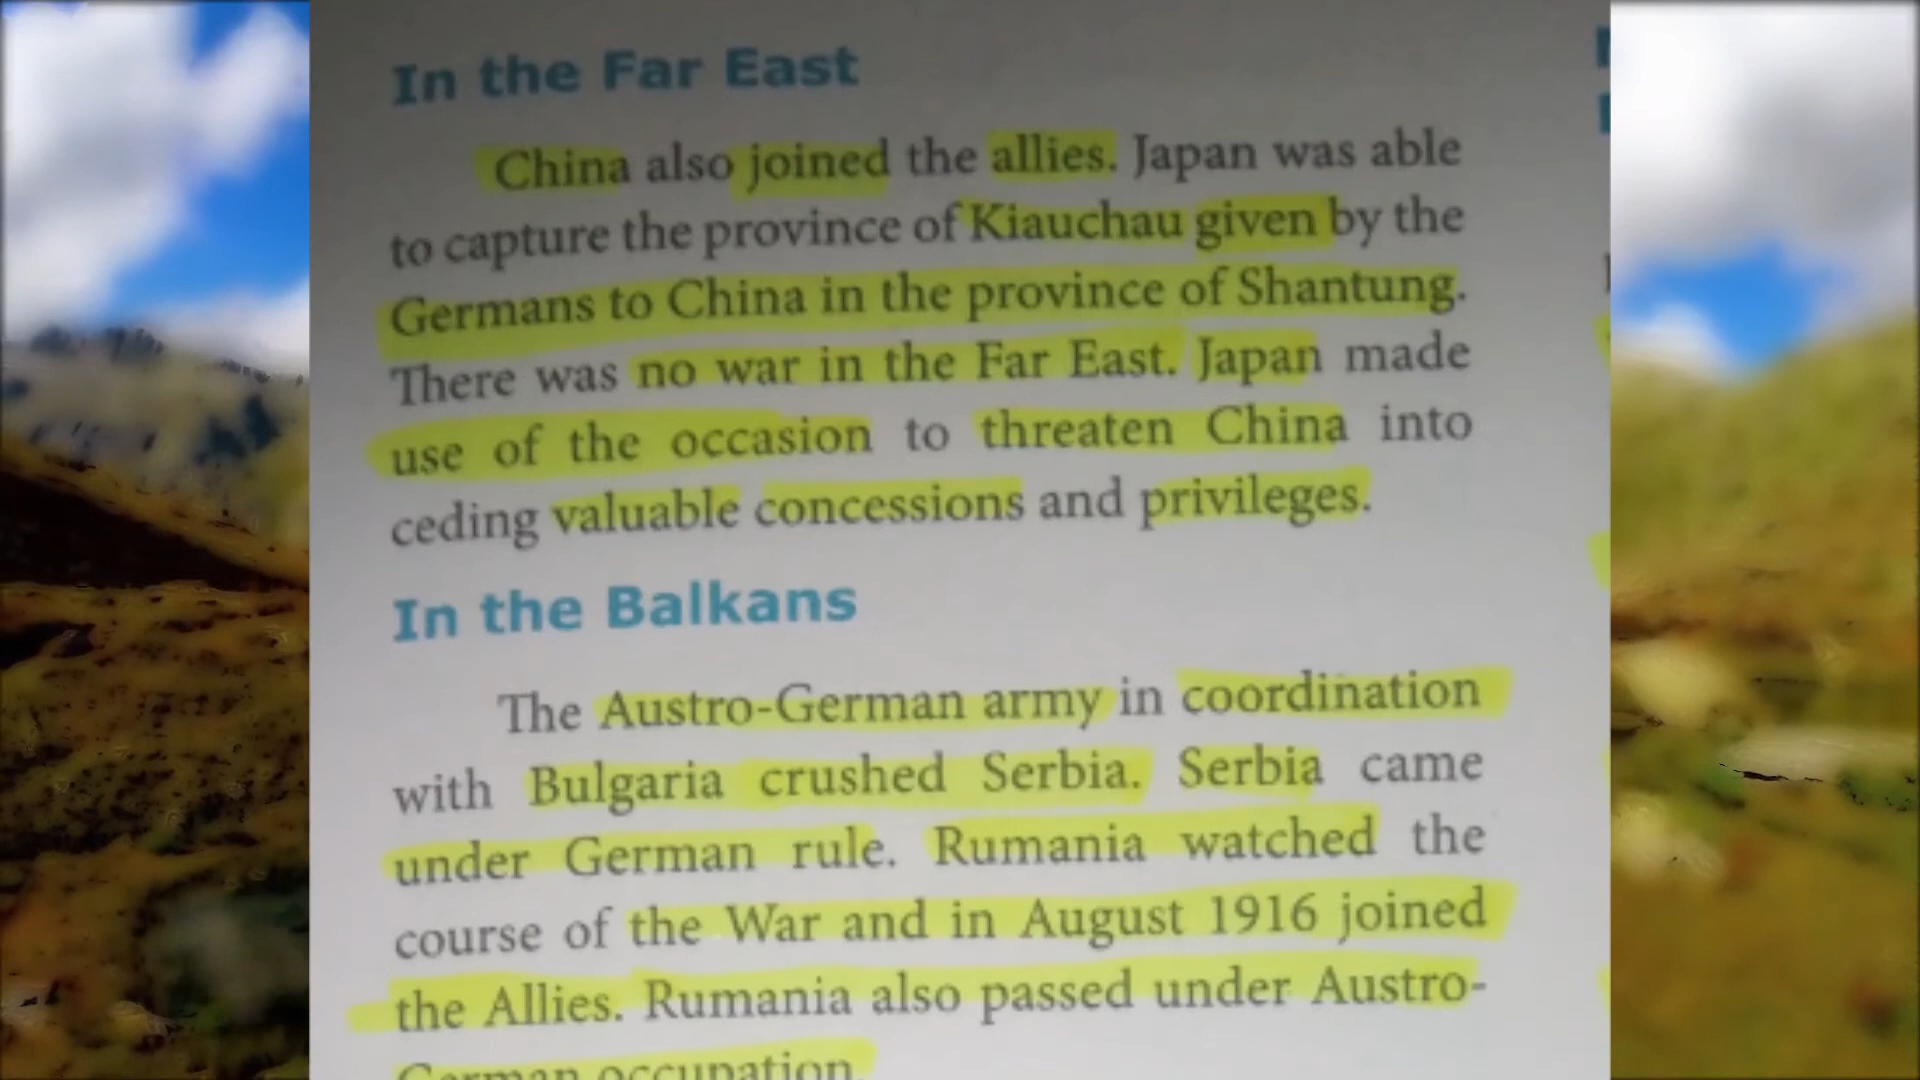 In the Far East
China also joined the allies. Japan was able
to capture the province of Kiauchau given by the
Germans to China in the province of Shantung.
There was no war in the Far East. Japan made
use of the occasion to threaten China into
ceding valuable concessions and privileges.
In the Balkans
The Austro-German army in coordination
with Bulgaria crushed Serbia. Serbia came
under German rule. Rumania watched the
course of the War and in August 1916 joined
the Allies. Rumania also passed under Austro-
German occupation.